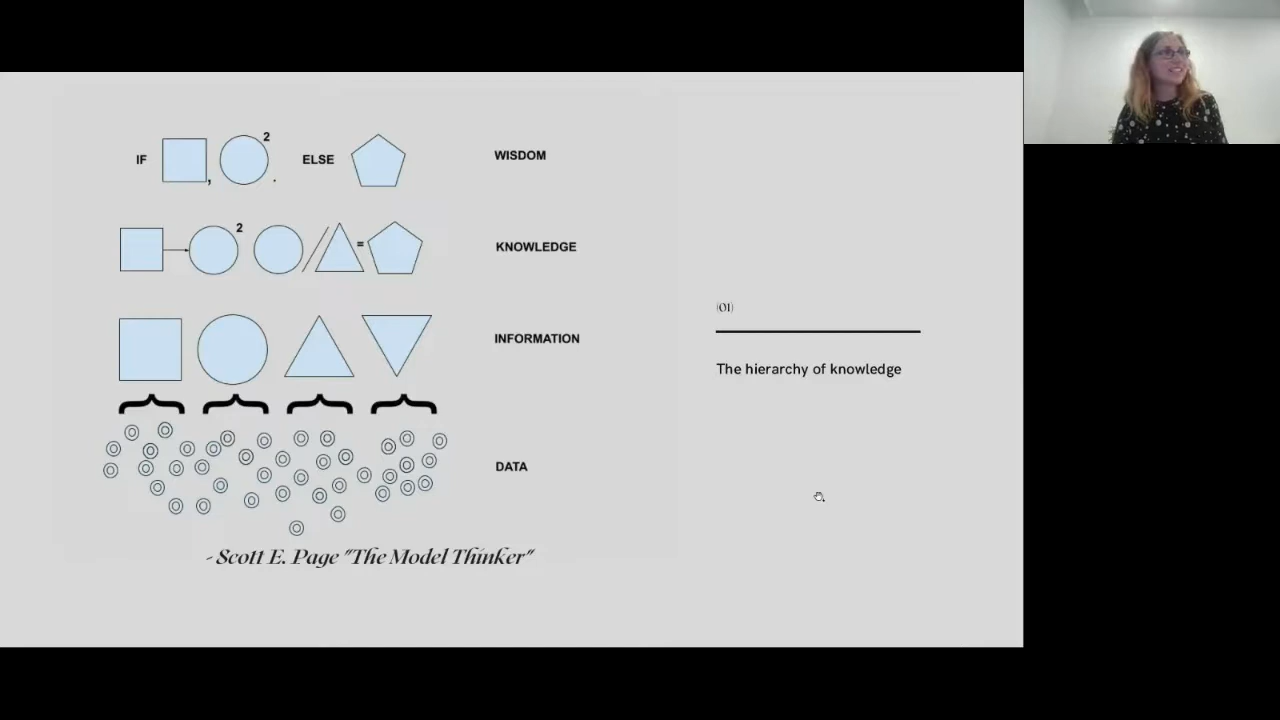 IF , 2 . ELSE WISDOM
2 / = KNOWLEDGE
INFORMATION
DATA
- Scott E. Page "The Model Thinker"
(01)
The hierarchy of knowledge